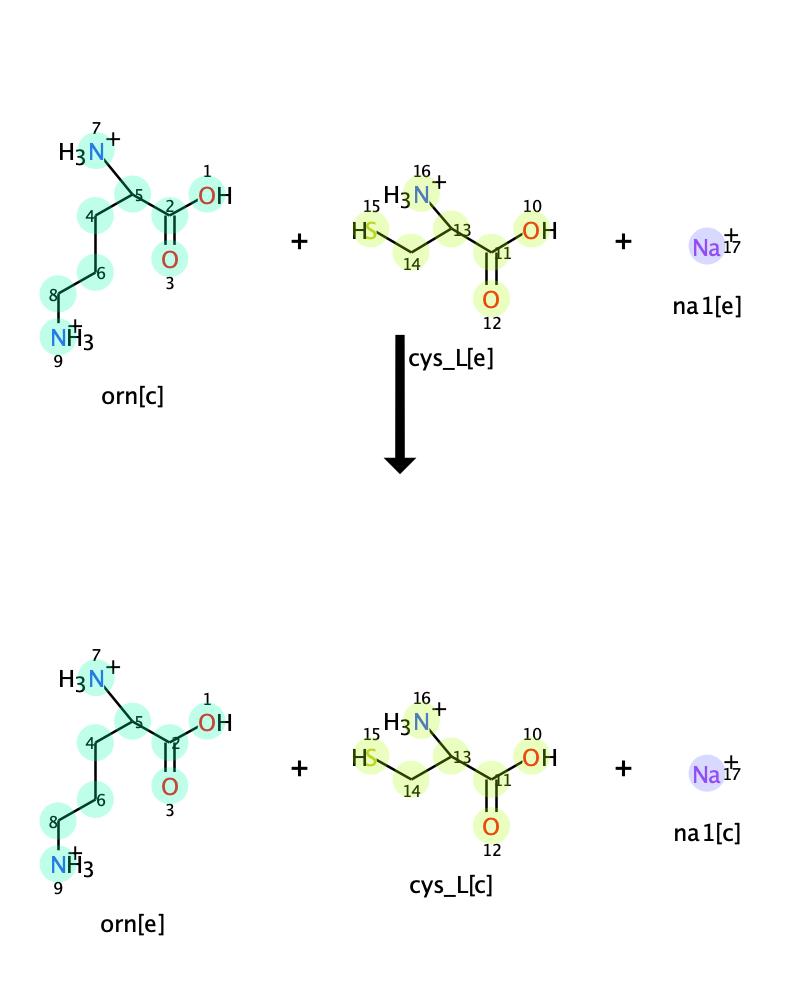 7
H3N+
1
OH
5
2
4
O
3
6
8
NH3+
9
orn[c]
+
16
H3N+
15
HS
10
OH
13
14
11
O
12
cys_L[e]
+
Na+
17
na1[e]
7
H3N+
1
OH
5
2
4
O
3
6
8
NH3+
9
orn[e]
+
16
H3N+
15
HS
10
OH
13
14
11
O
12
cys_L[c]
+
Na+
17
na1[c]